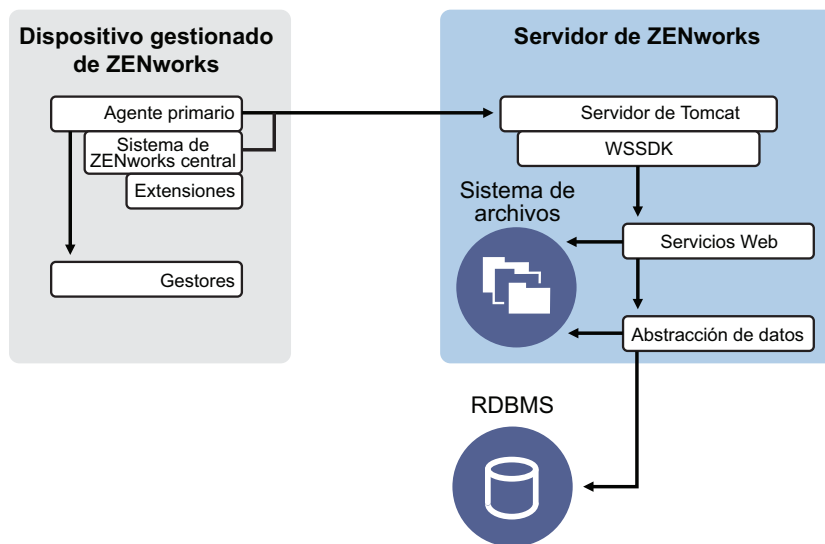 Dispositivo gestionado
de ZENworks
Agente primario
Sistema de
ZENworks central
Extensiones
Gestores
Servidor de ZENworks
Servidor de Tomcat
WSSDK
Sistema de
archivos
Servicios Web
Abstracción de datos
RDBMS